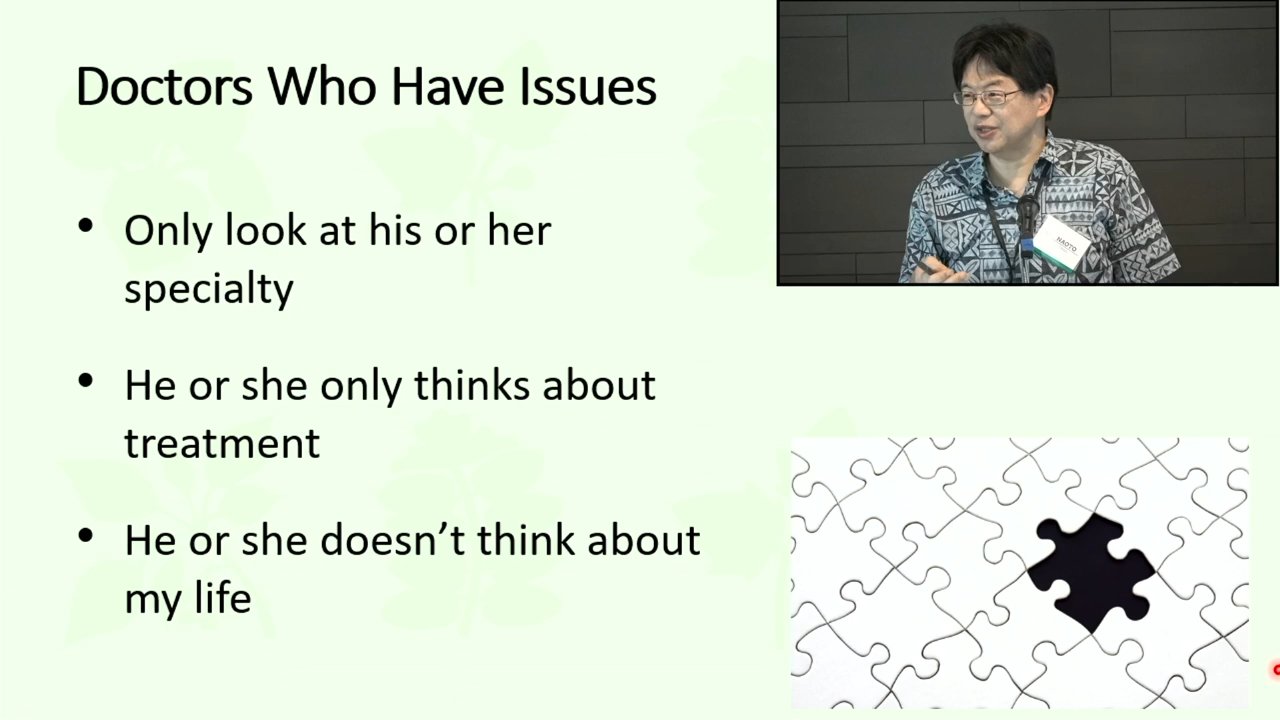 Doctors Who Have Issues
• Only look at his or her
specialty
• He or she only thinks about
treatment
• He or she doesn’t think about
my life
NAOTO